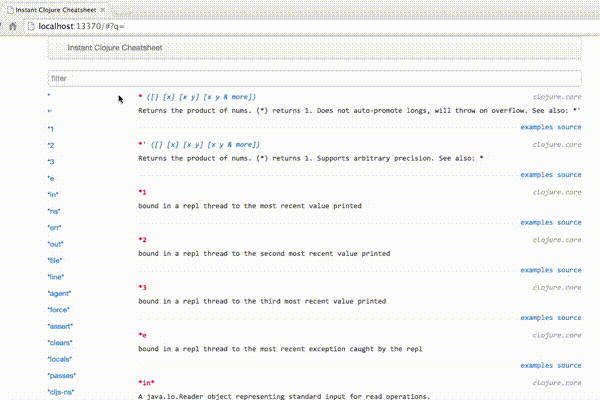 Instant Clojure Cheatsheet
localhost:13370/#?q=
Instant Clojure Cheatsheet
filter
*
*'
*1
*2
*3
*e
*in*
*ns*
*err*
*out*
*file*
*line*
*agent*
*force*
*assert*
*clears*
*locals*
*passes*
*cljs-ns*
* ([] [x] [x y] [x y & more]) clojure.core
Returns the product of nums. (*) returns 1. Does not auto-promote longs, will throw on overflow. See also: *'
examples source
*' ([] [x] [x y] [x y & more]) clojure.core
Returns the product of nums. (*) returns 1. Supports arbitrary precision. See also: *
examples source
*1 clojure.core
bound in a repl thread to the most recent value printed
examples source
*2 clojure.core
bound in a repl thread to the second most recent value printed
examples source
*3 clojure.core
bound in a repl thread to the third most recent value printed
examples source
*e clojure.core
bound in a repl thread to the most recent exception caught by the repl
examples source
*in* clojure.core
A java.io.Reader object representing standard input for read operations.